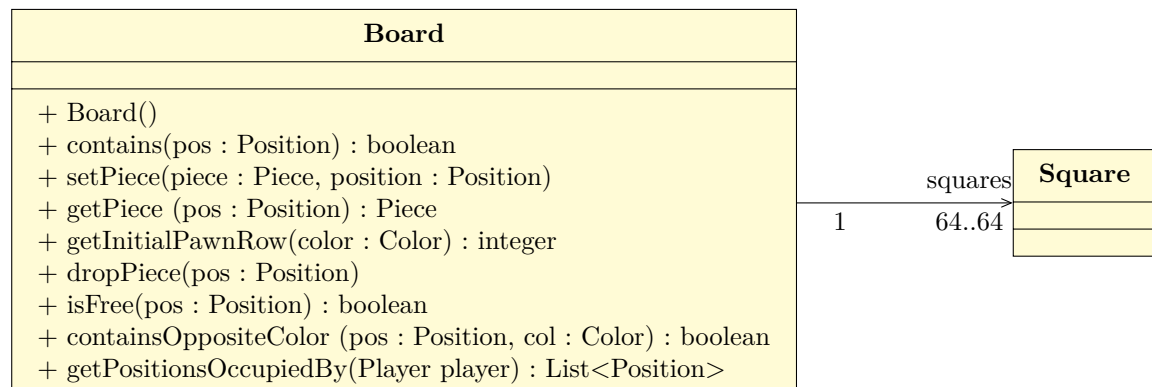 Board
+ Board()
+ contains(pos : Position) : boolean
+ setPiece(piece : Piece, position : Position)
+ getPiece (pos : Position) : Piece
+ getInitialPawnRow(color : Color) : integer
+ dropPiece(pos : Position)
+ isFree(pos : Position) : boolean
+ containsOppositeColor (pos : Position, col : Color) : boolean
+ getPositionsOccupiedBy(Player player) : List<Position>
squares
1
64..64
Square